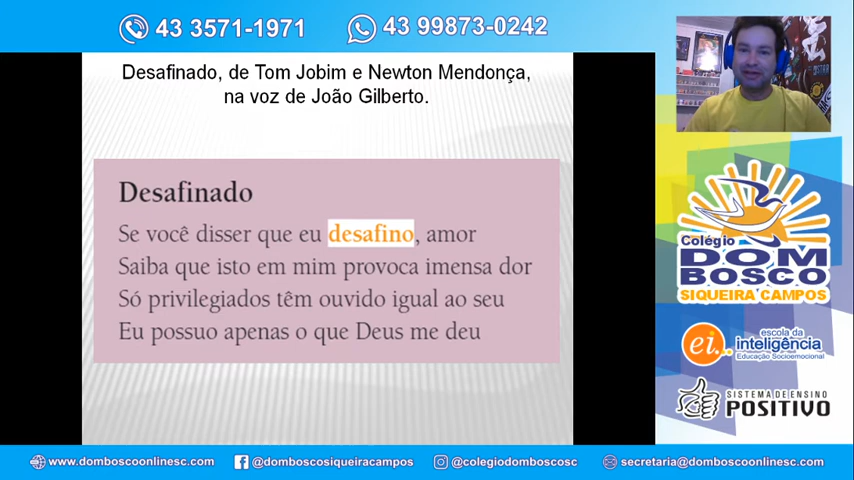 43 3571-1971 43 99873-0242
Desafinado, de Tom Jobim e Newton Mendonça,
na voz de João Gilberto.
Desafinado
Se você disser que eu desafino, amor
Saiba que isto em mim provoca imensa dor
Só privilegiados têm ouvido igual ao seu
Eu possuo apenas o que Deus me deu
Colégio
DOM
BOSCO
SIQUEIRA CAMPOS
ei...
escola da
inteligência
Educação Socioemocional
SISTEMA DE ENSINO
POSITIVO
www.domboscoonlinesc.com @domboscosiqueiracampos @colegiodomboscosc secretaria@domboscoonlinesc.com